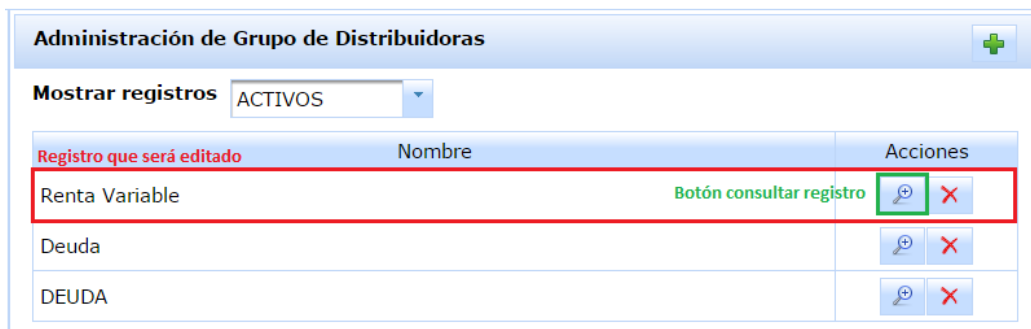 Administración de Grupo de Distribuidoras
Mostrar registros ACTIVOS
Registro que será editado Nombre Acciones
Renta Variable Botón consultar registro
Deuda
DEUDA